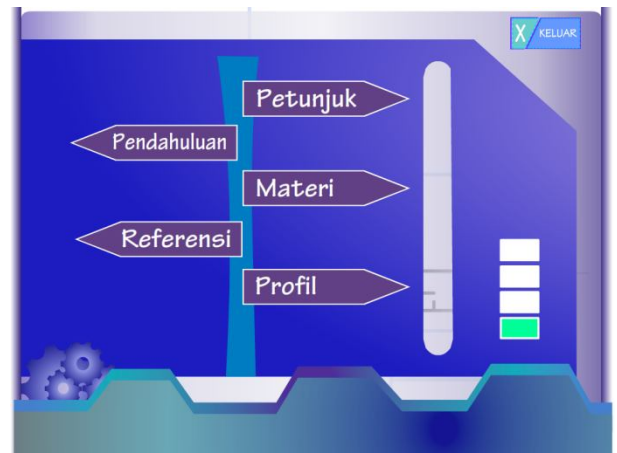 X KELUAR
Petunjuk
Pendahuluan
Materi
Referensi
Profil